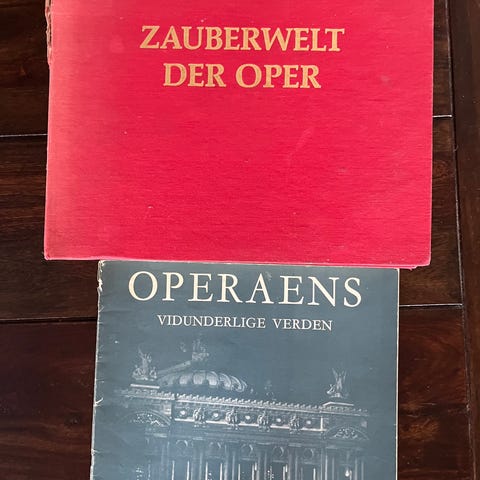 ZAUBERWELT
DER OPER
OPERAENS
VIDUNDERLIGE VERDEN